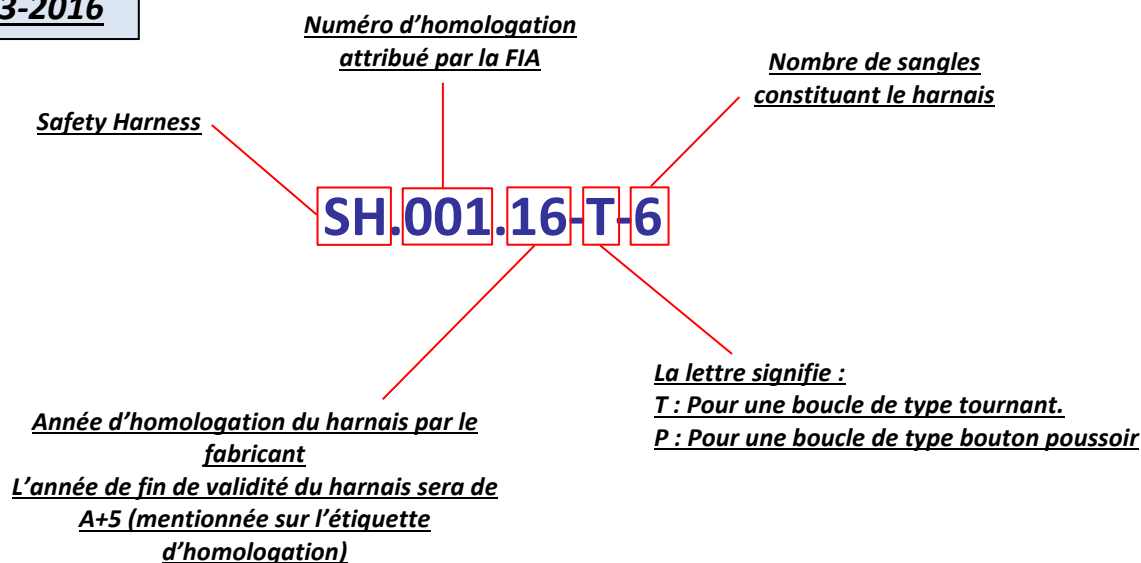 3-2016
Numéro d’homologation
attribué par la FIA
Nombre de sangles
constituant le harnais
Safety Harness
SH.001.16-T-6
La lettre signifie :
T : Pour une boucle de type tournant.
P : Pour une boucle de type bouton poussoir
Année d’homologation du harnais par le
fabricant
L’année de fin de validité du harnais sera de
A+5 (mentionnée sur l’étiquette
d’homologation)